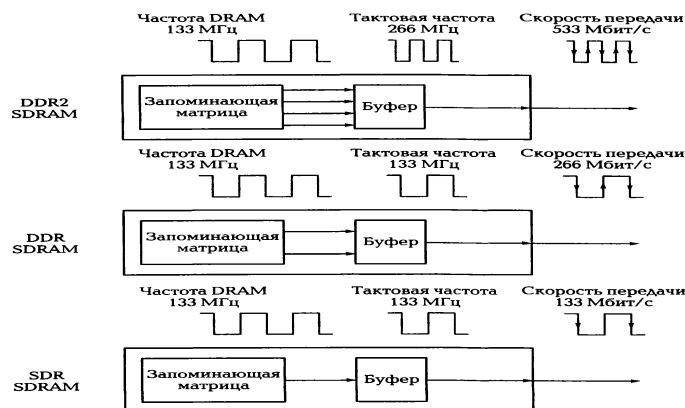 Частота DRAM
133 МГц
Тактовая частота
266 МГц
Скорость передачи
533 Мбит/с
DDR2
SDRAM
Запоминающая
матрица
Буфер
Частота DRAM
133 МГц
Тактовая частота
133 МГц
Скорость передачи
266 Мбит/с
DDR
SDRAM
Запоминающая
матрица
Буфер
Частота DRAM
133 МГц
Тактовая частота
133 МГц
Скорость передачи
133 Мбит/с
SDR
SDRAM
Запоминающая
матрица
Буфер